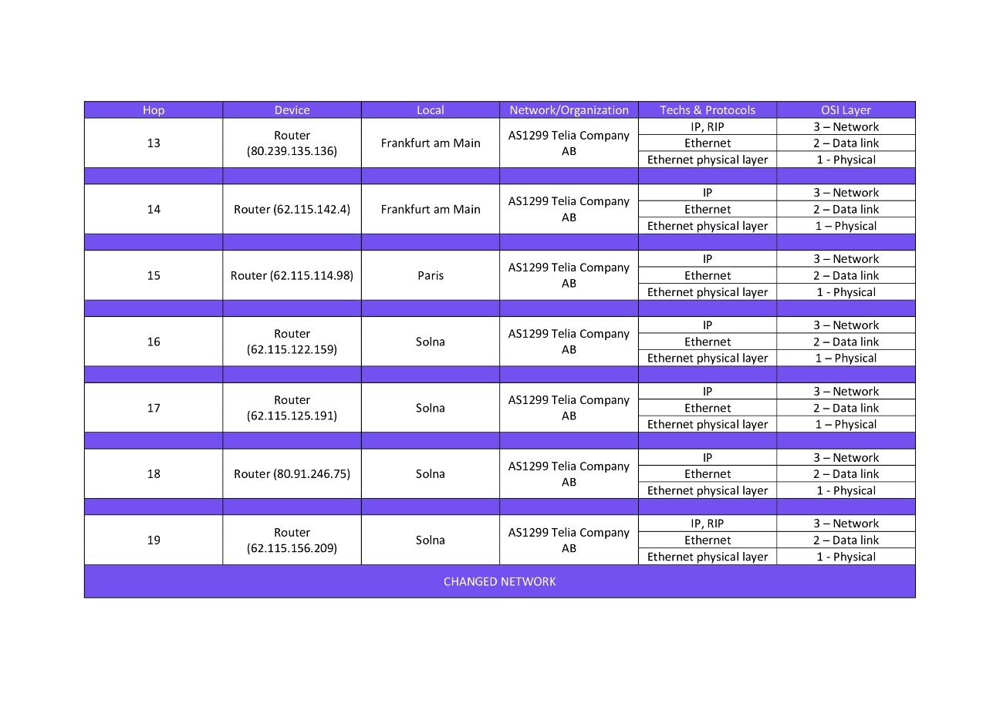 Hop Device Local Network/Organization Techs & Protocols OSI Layer
13
Router
(80.239.135.136)
Frankfurt am Main
AS1299 Telia Company
AB
IP, RIP 3 – Network
Ethernet 2 – Data link
Ethernet physical layer 1 - Physical
14
Router (62.115.142.4)
Frankfurt am Main
AS1299 Telia Company
AB
IP 3 – Network
Ethernet 2 – Data link
Ethernet physical layer 1 – Physical
15
Router (62.115.114.98)
Paris
AS1299 Telia Company
AB
IP 3 – Network
Ethernet 2 – Data link
Ethernet physical layer 1 - Physical
16
Router
(62.115.122.159)
Solna
AS1299 Telia Company
AB
IP 3 – Network
Ethernet 2 – Data link
Ethernet physical layer 1 – Physical
17
Router
(62.115.125.191)
Solna
AS1299 Telia Company
AB
IP 3 – Network
Ethernet 2 – Data link
Ethernet physical layer 1 – Physical
18
Router (80.91.246.75)
Solna
AS1299 Telia Company
AB
IP 3 – Network
Ethernet 2 – Data link
Ethernet physical layer 1 - Physical
19
Router
(62.115.156.209)
Solna
AS1299 Telia Company
AB
IP, RIP 3 – Network
Ethernet 2 – Data link
Ethernet physical layer 1 - Physical
CHANGED NETWORK